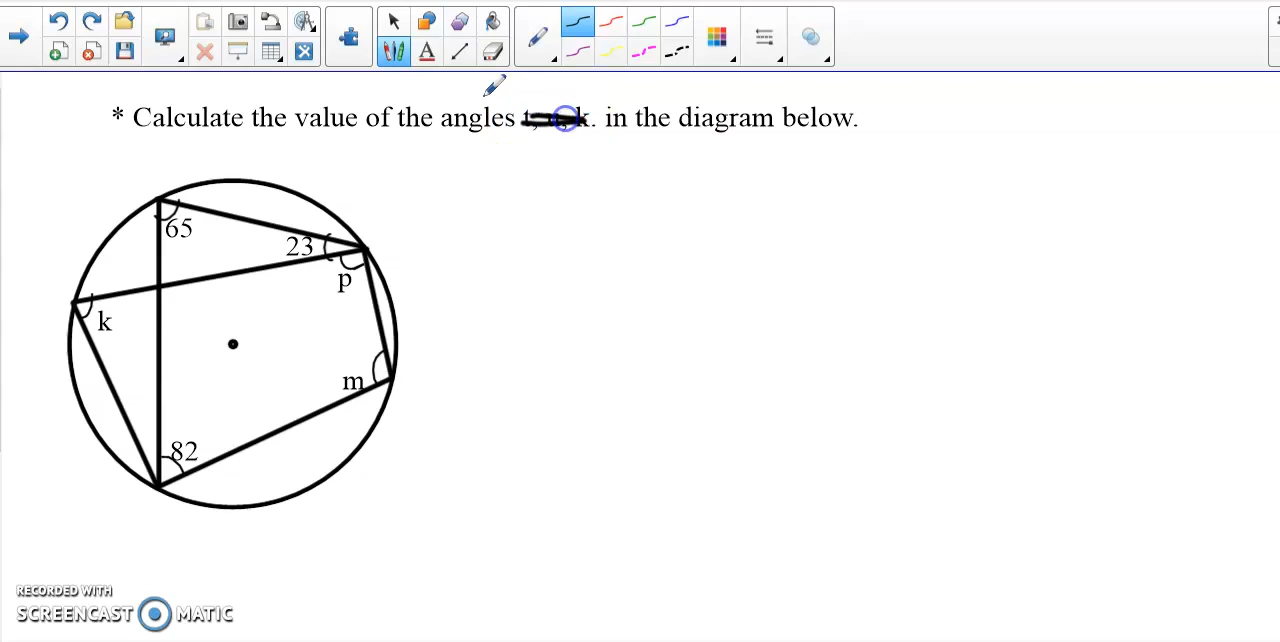 * Calculate the value of the angles k. in the diagram below.
65
23
p
k
m
82
RECORDED WITH
SCREENCAST MATIC